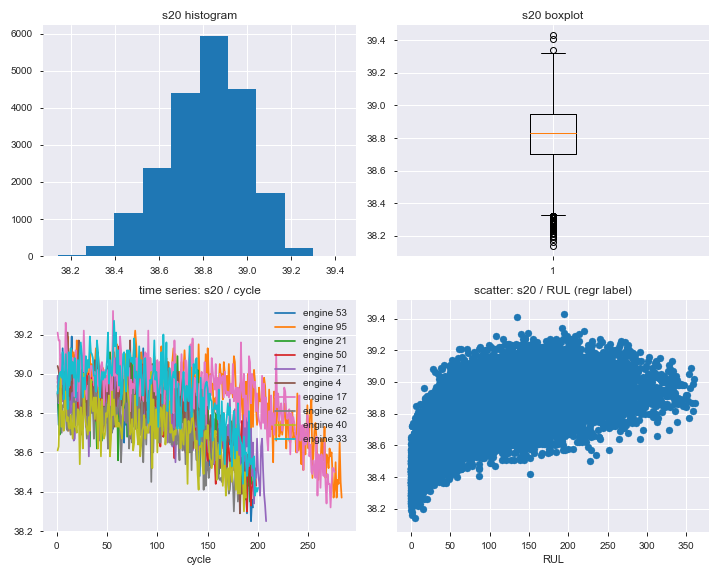 s20 histogram
6000
5000
4000
3000
2000
1000
0
38.2 38.4 38.6 38.8 39.0 39.2 39.4
s20 boxplot
39.4
39.2
39.0
38.8
38.6
38.4
38.2
1
time series: s20 / cycle
39.2
39.0
38.8
38.6
38.4
38.2
engine 53
engine 95
engine 21
engine 50
engine 71
engine 4
engine 17
engine 62
engine 40
engine 33
0 50 100 150 200 250
cycle
scatter: s20 / RUL (regr label)
39.4
39.2
39.0
38.8
38.6
38.4
38.2
0 50 100 150 200 250 300 350
RUL